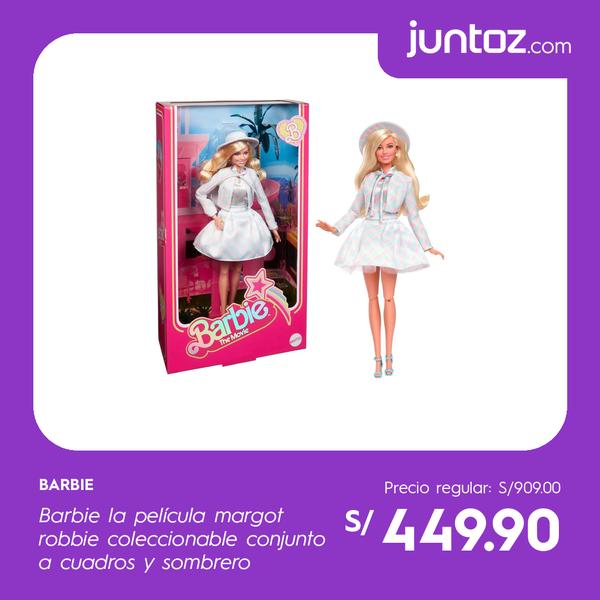 juntoz.com
B
Barbie
The Movie
BARBIE
Barbie la película margot
robbie coleccionable conjunto
a cuadros y sombrero
Precio regular: S/909.00
S/ 449.90